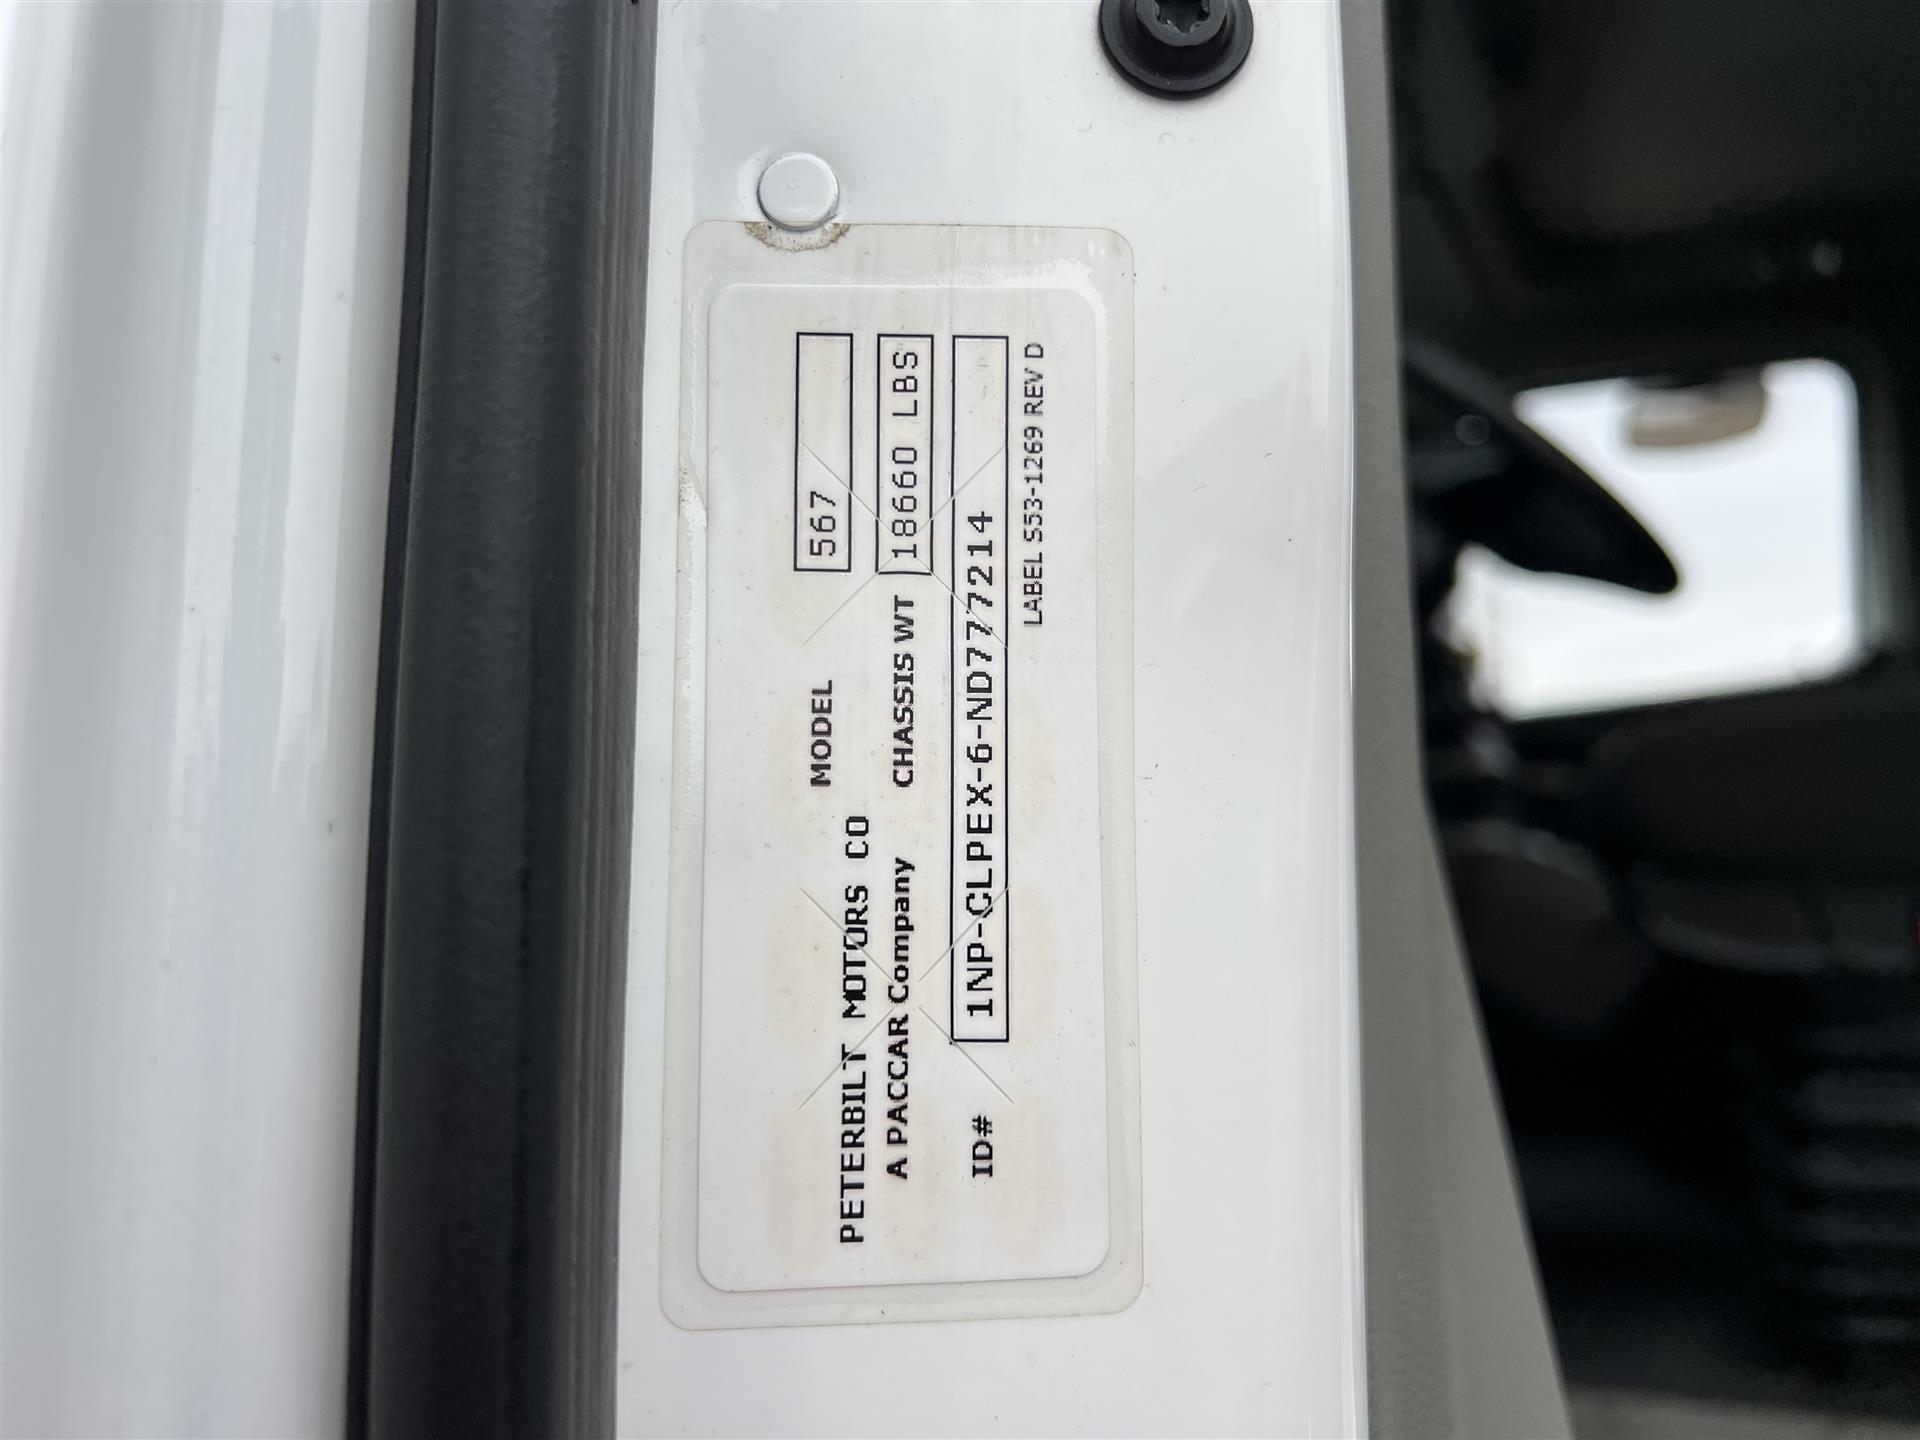 MODEL 567
PETERBILT MOTORS CO
A PACCAR Company CHASSIS WT 18660 LBS
ID# 1NP-CLPEX-6-ND777214
LABEL S53-1269 REV D